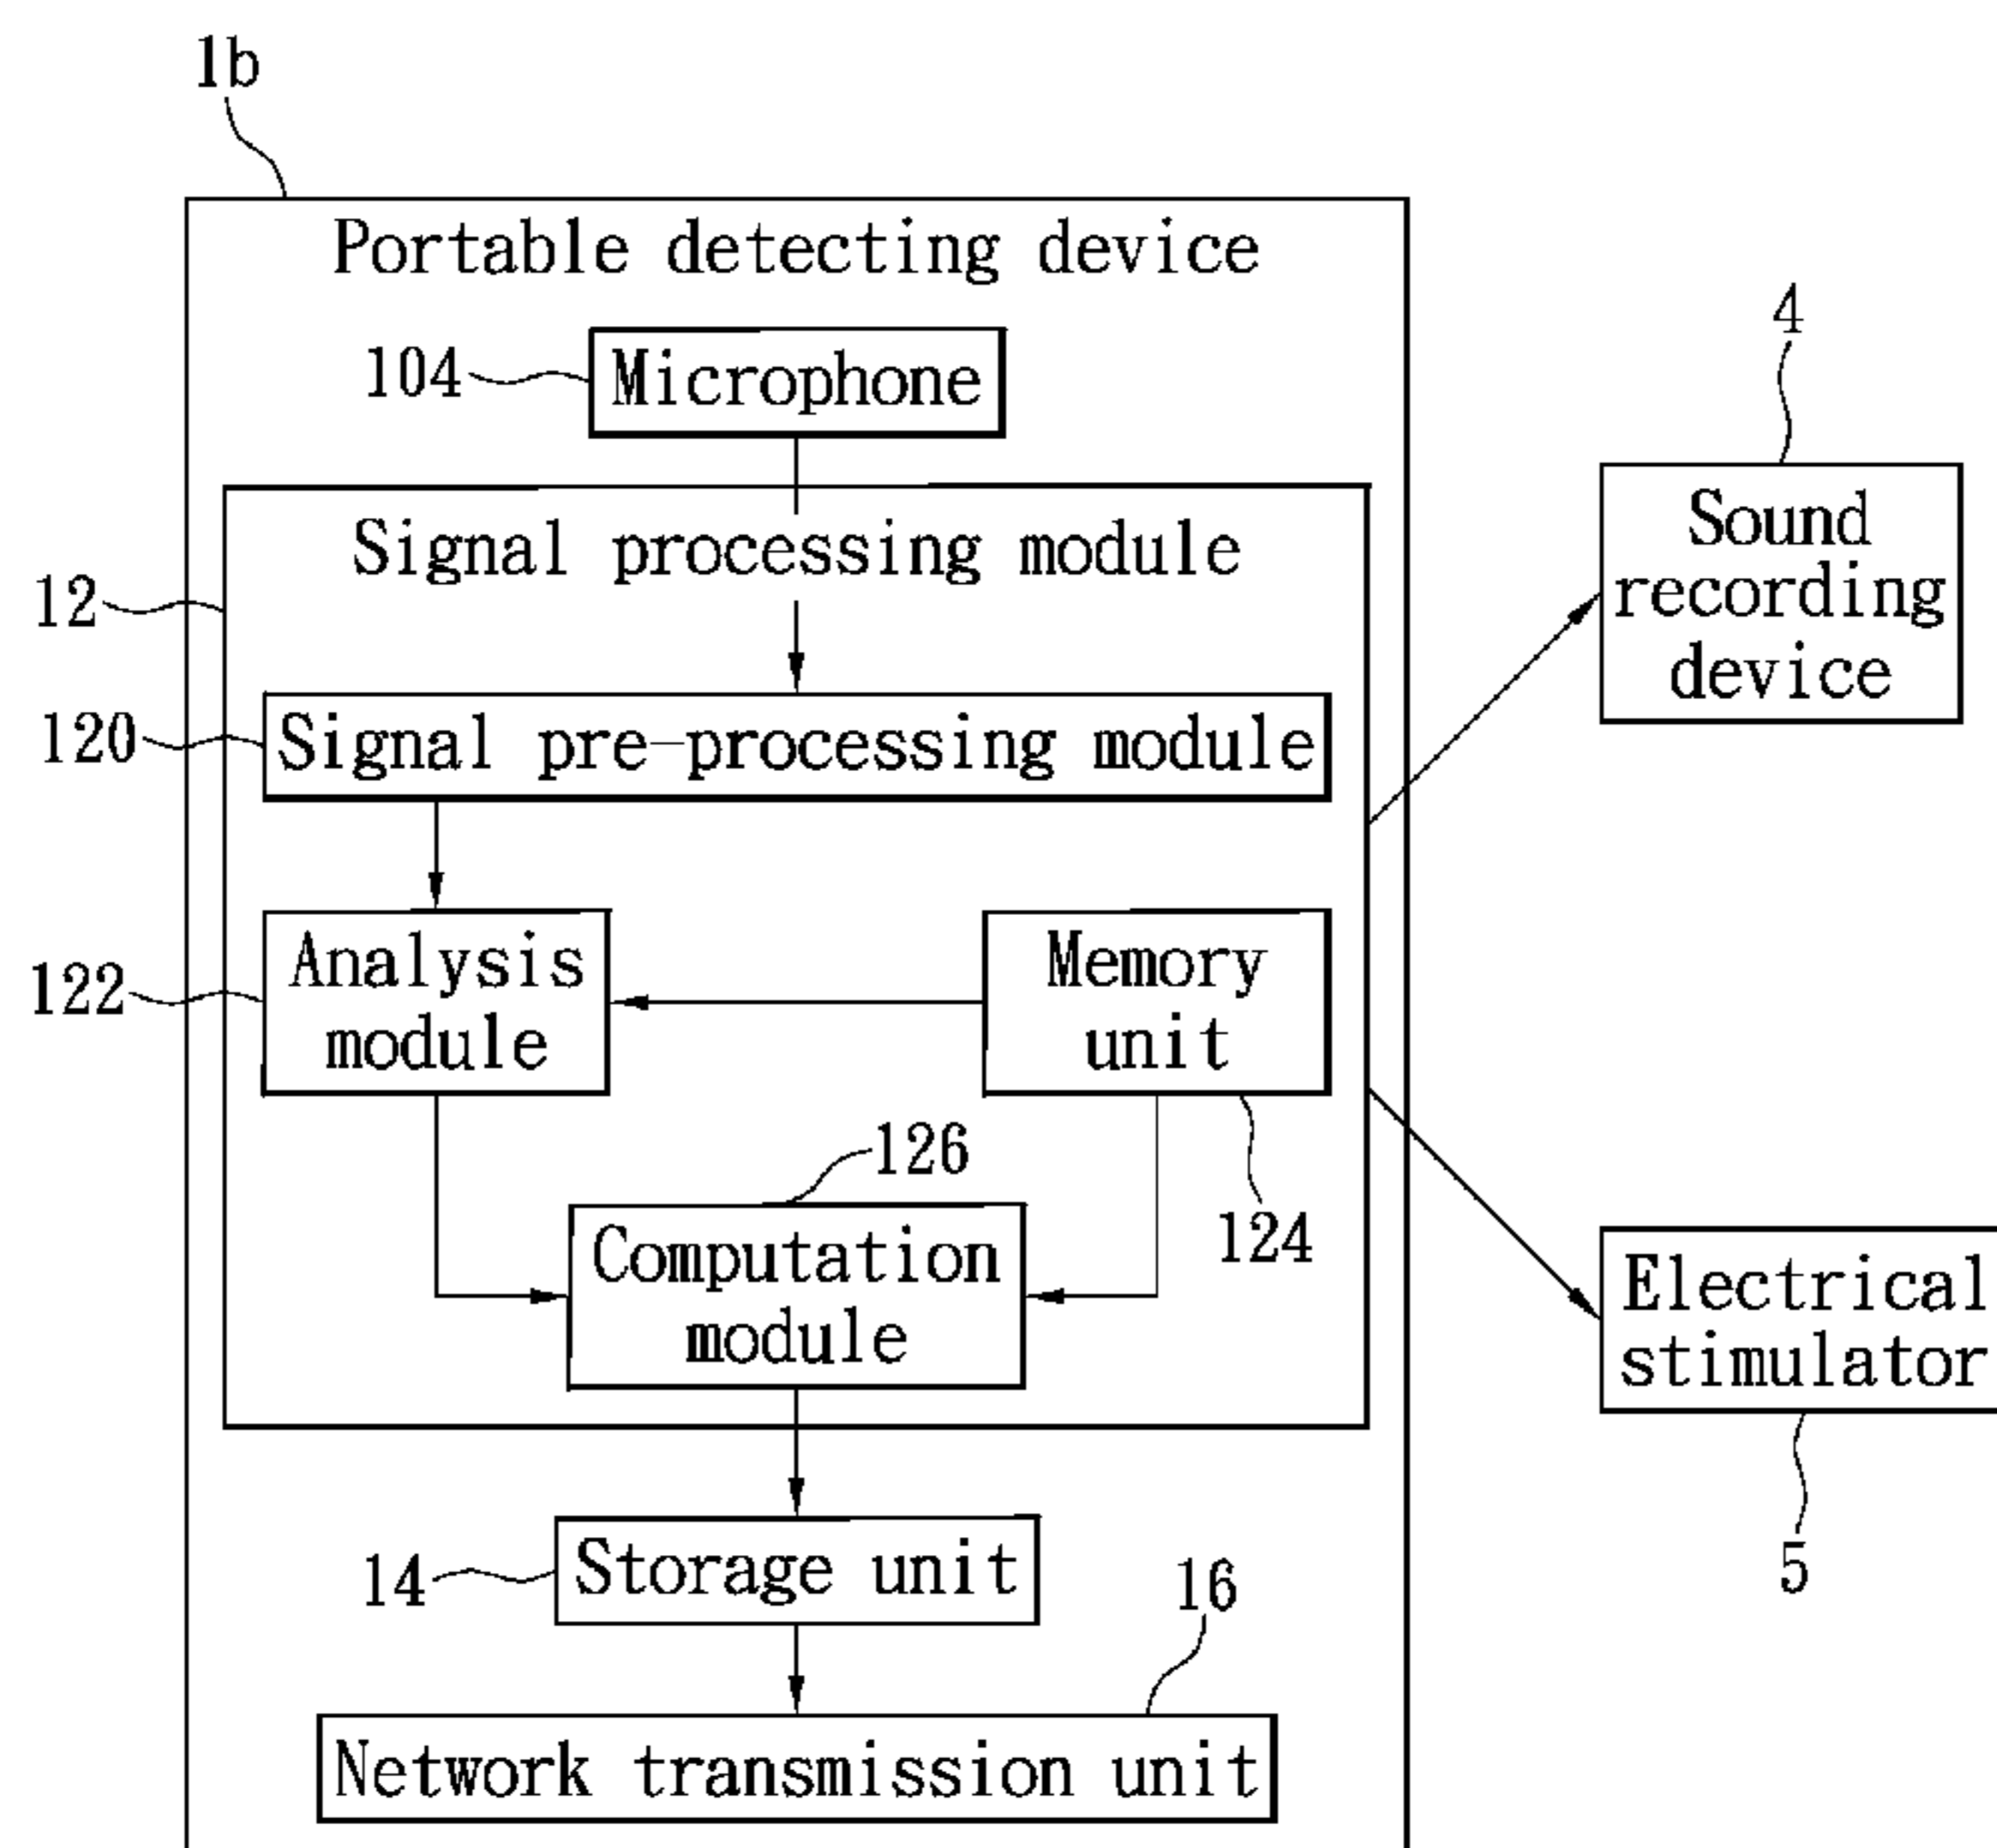 1b
Portable detecting device
104
Microphone
4
Sound
recording
device
Signal processing module
12
120
Signal pre-processing module
122
Analysis
module
Memory
unit
126
124
Computation
module
Electrical
stimulator
5
14
Storage unit
16
Network transmission unit